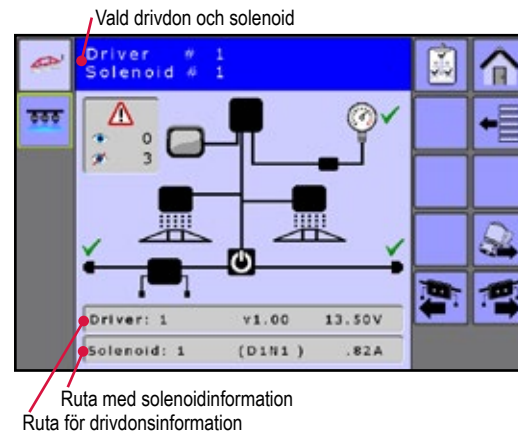 Vald drivdon och solenoid
Driver # 1
Solenoid # 1
0
3
Driver: 1 v1.00 13.50V
Solenoid: 1 (D1N1 ) .82A
Ruta med solenoidinformation
Ruta för drivdonsinformation